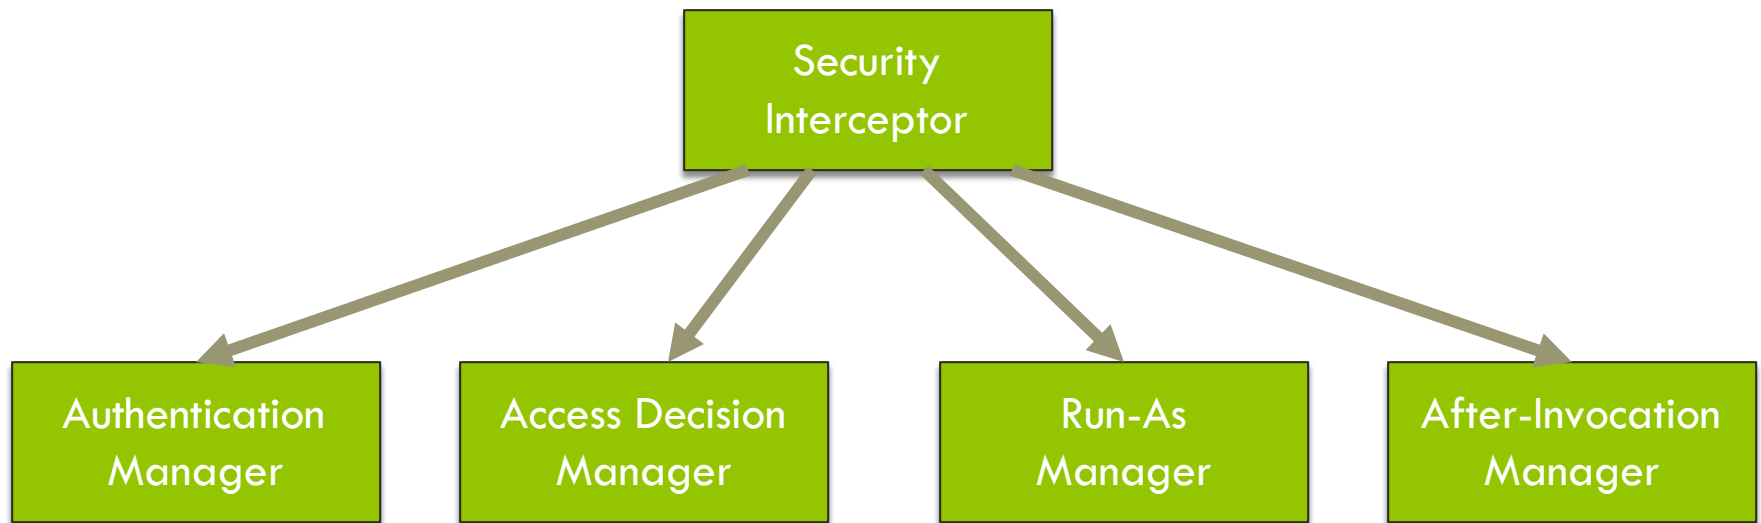 Security
Interceptor
Authentication
Manager
Access Decision
Manager
Run-As
Manager
After-Invocation
Manager